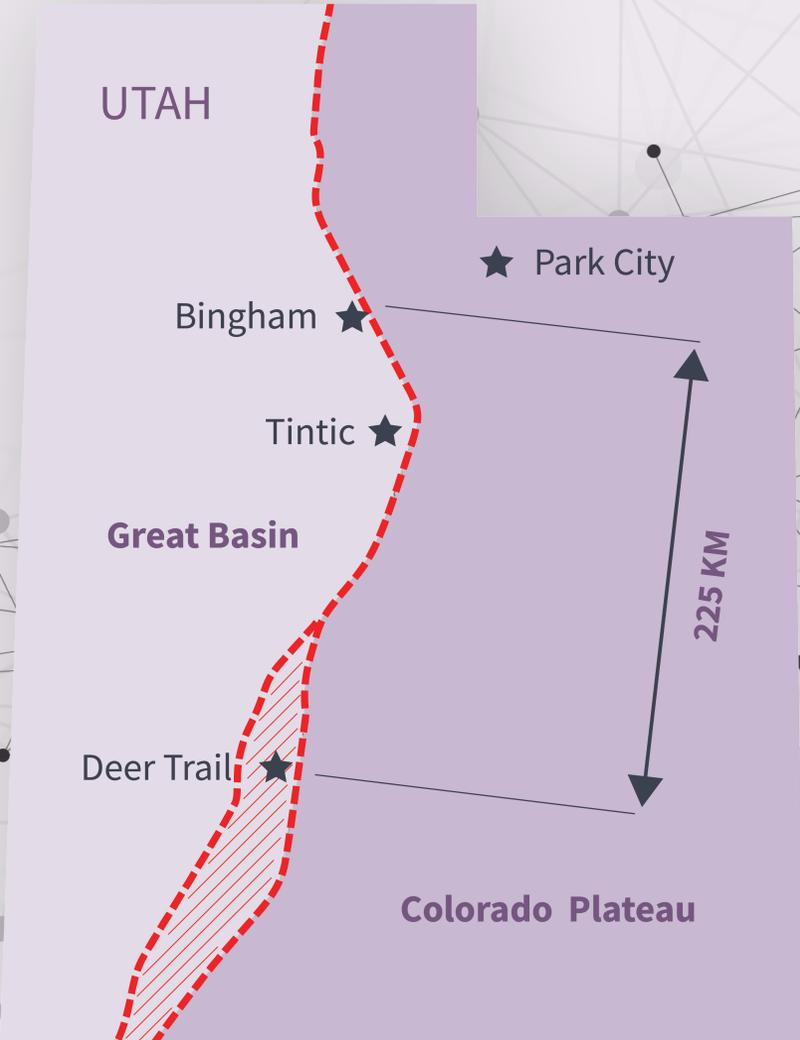 UTAH
Park City
Bingham
Tintic
Great Basin
225 KM
Deer Trail
Colorado Plateau